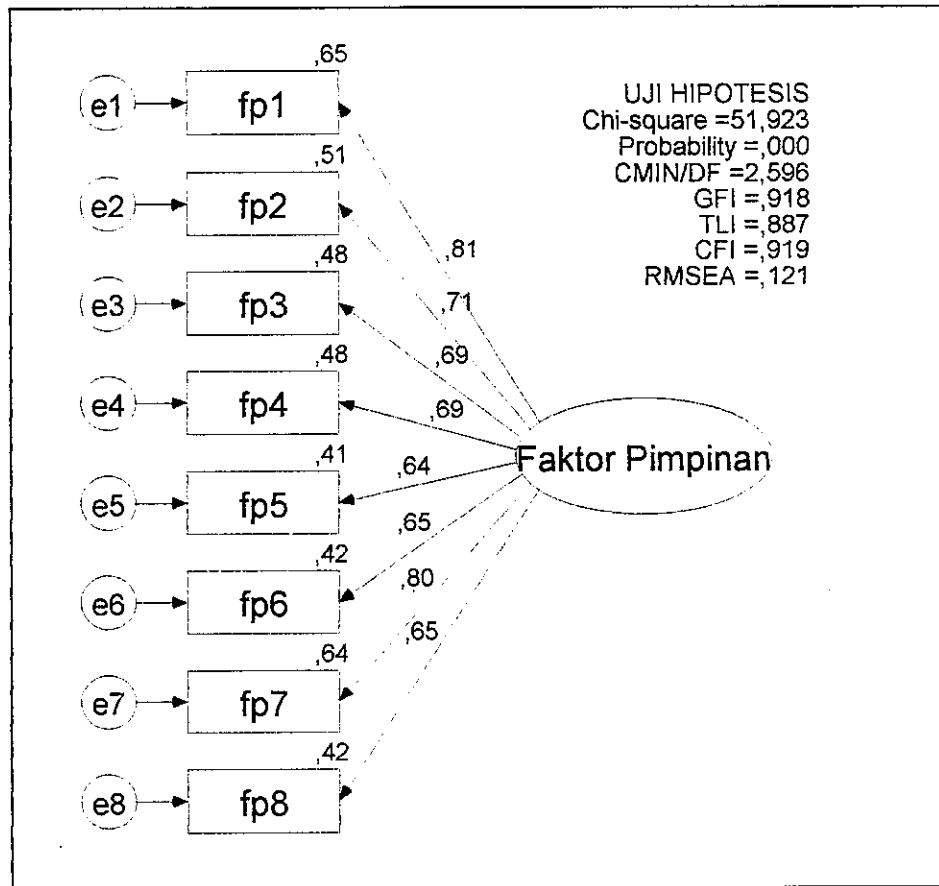 UJI HIPOTESIS
Chi-square =51,923
Probability =,000
CMIN/DF =2,596
GFI =,918
TLI =,887
CFI =,919
RMSEA =,121
,65
e1 fp1
,51
e2 fp2
,48
e3 fp3
,48
e4 fp4
,41
e5 fp5
,42
e6 fp6
,64
e7 fp7
,42
e8 fp8
,81
,71
,69
,69
,64
,65
,80
,65
Faktor Pimpinan